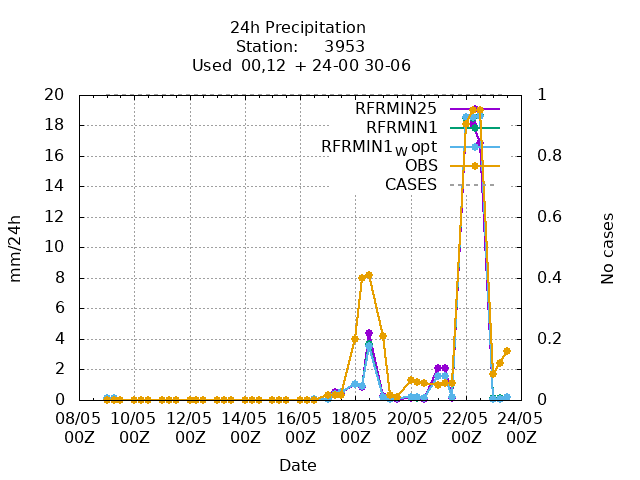 24h Precipitation
Station: 3953
Used 00,12 + 24-00 30-06
20 1
18
16 0.8
14
12 0.6
10
8 0.4
6
4 0.2
2
0 0
mm/24h
No cases
RFRMIN25
RFRMIN1
RFRMIN1w opt
OBS
CASES
08/05 10/05 12/05 14/05 16/05 18/05 20/05 22/05 24/05
00Z 00Z 00Z 00Z 00Z 00Z 00Z 00Z 00Z
Date